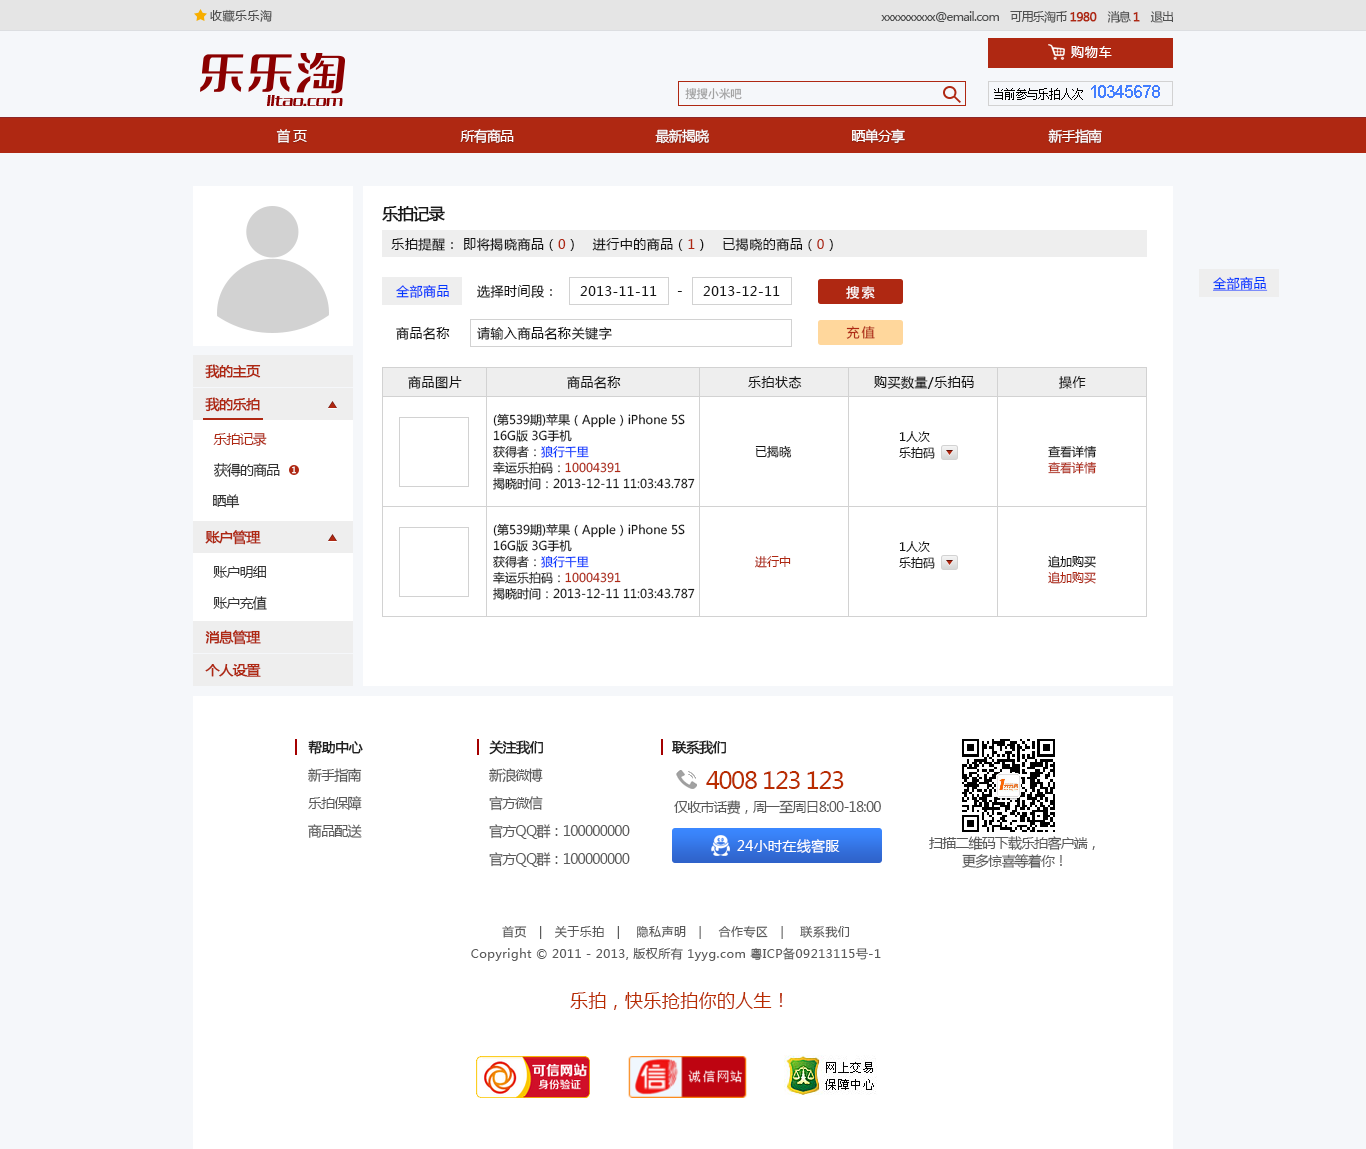 收藏乐乐淘
xxxxxxxxxx@email.com 可用乐淘币 1980 消息 1 退出
购物车
乐乐淘
lltao.com
搜搜小米吧
当前参与乐拍人次 10345678
首 页 所有商品 最新揭晓 晒单分享 新手指南
乐拍记录
乐拍提醒： 即将揭晓商品（0） 进行中的商品（1） 已揭晓的商品（0）
全部商品 选择时间段： 2013-11-11 - 2013-12-11 搜索
全部商品
商品名称 请输入商品名称关键字 充值
我的主页
我的乐拍
乐拍记录
获得的商品 1
晒单
账户管理
账户明细
账户充值
消息管理
个人设置
商品图片 商品名称 乐拍状态 购买数量/乐拍码 操作
(第539期)苹果（Apple）iPhone 5S
16G版 3G手机
获得者：狼行千里
幸运乐拍码：10004391
揭晓时间：2013-12-11 11:03:43.787
已揭晓
1人次
乐拍码
查看详情
查看详情
(第539期)苹果（Apple）iPhone 5S
16G版 3G手机
获得者：狼行千里
幸运乐拍码：10004391
揭晓时间：2013-12-11 11:03:43.787
进行中
1人次
乐拍码
追加购买
追加购买
帮助中心
新手指南
乐拍保障
商品配送
关注我们
新浪微博
官方微信
官方QQ群：100000000
官方QQ群：100000000
联系我们
4008 123 123
仅收市话费，周一至周日8:00-18:00
24小时在线客服
扫描二维码下载乐拍客户端，
更多惊喜等着你！
首页 | 关于乐拍 | 隐私声明 | 合作专区 | 联系我们
Copyright © 2011 - 2013, 版权所有 1yyg.com 粤ICP备09213115号-1
乐拍，快乐抢拍你的人生！
可信网站
身份验证
信 诚信网站
网上交易
保障中心